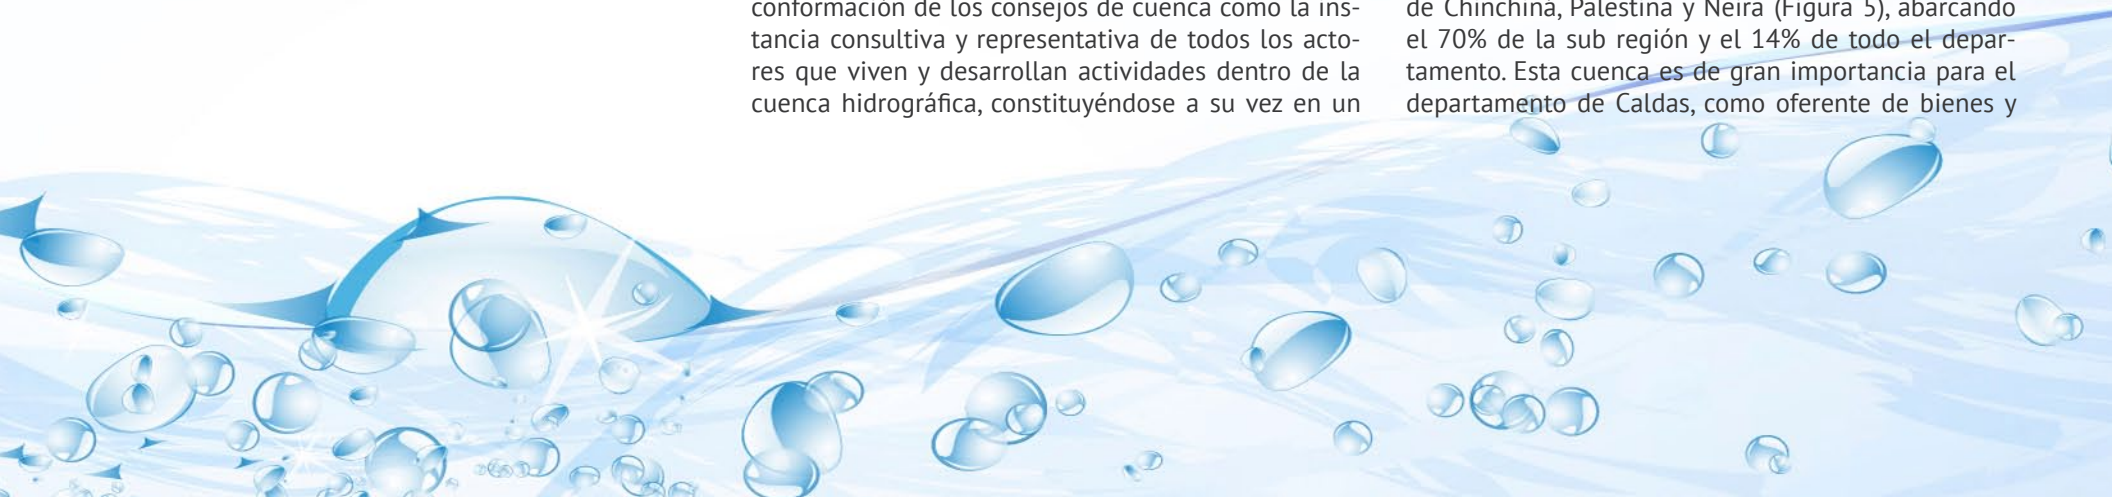 conformación de los consejos de cuenca como la ins-
tancia consultiva y representativa de todos los acto-
res que viven y desarrollan actividades dentro de la
cuenca hidrográfica, constituyéndose a su vez en un
de Chinchiná, Palestina y Neira (Figura 5), abarcando
el 70% de la sub región y el 14% de todo el depar-
tamento. Esta cuenca es de gran importancia para el
departamento de Caldas, como oferente de bienes y